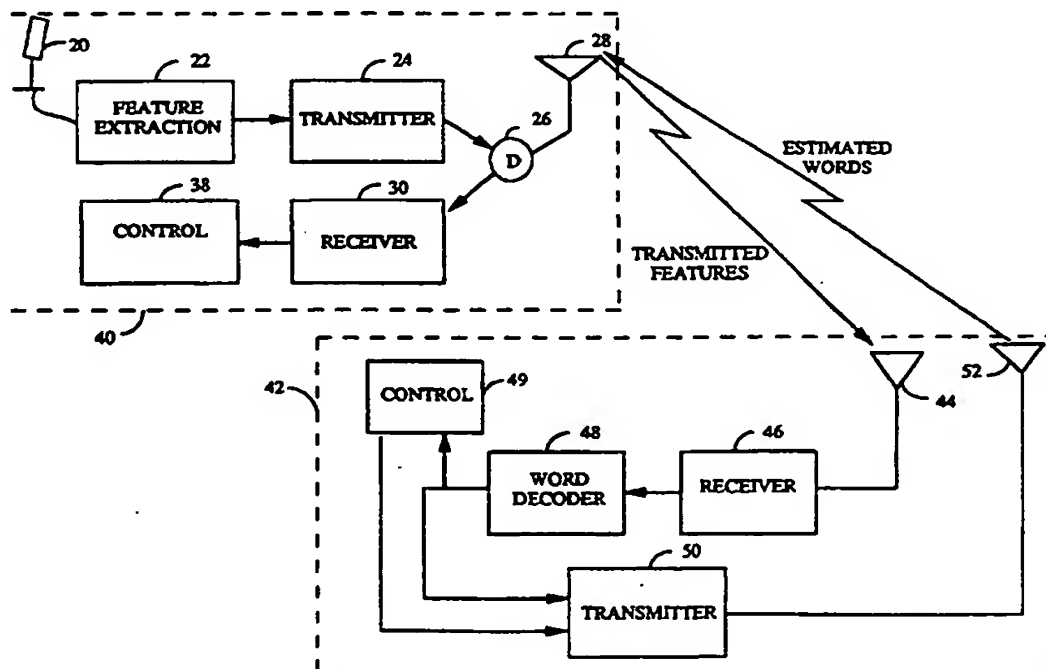 20
22
24
28
FEATURE
EXTRACTION
TRANSMITTER
26
D
ESTIMATED
WORDS
38
30
CONTROL
RECEIVER
TRANSMITTED
FEATURES
40
42
49
CONTROL
52
44
48
46
WORD
DECODER
RECEIVER
50
TRANSMITTER